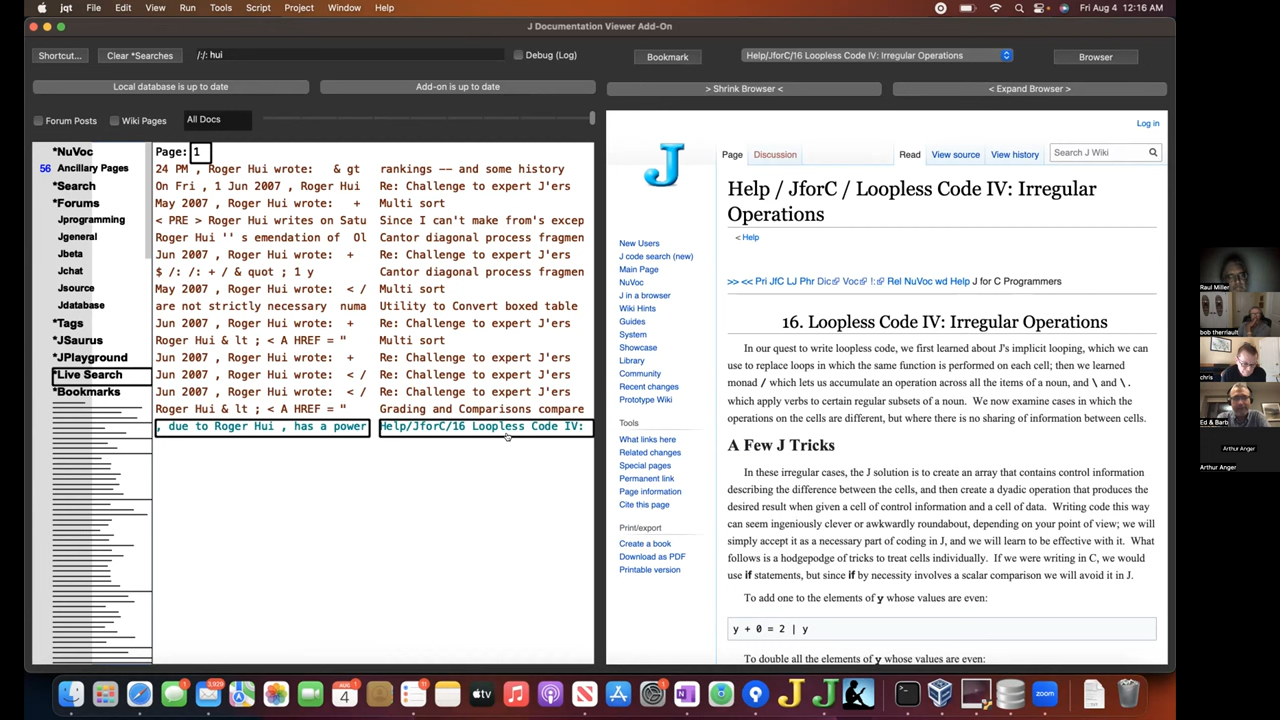 jqt File Edit View Run Tools Script Project Window Help Fri Aug 4 12:16 AM
J Documentation Viewer Add-On
Shortcut... Clear *Searches /:/: hui Debug (Log) Bookmark Help/JforC/16 Loopless Code IV: Irregular Operations Browser
Local database is up to date Add-on is up to date > Shrink Browser < < Expand Browser >
Forum Posts Wiki Pages All Docs
*NuVoc
56 Ancillary Pages
*Search
*Forums
Jprogramming
Jgeneral
Jbeta
Jchat
Jsource
Jdatabase
*Tags
*JSaurus
*JPlayground
*Live Search
*Bookmarks
Page: 1
24 PM , Roger Hui wrote: & gt rankings -- and some history
On Fri , 1 Jun 2007 , Roger Hui Re: Challenge to expert J'ers
May 2007 , Roger Hui wrote: + Multi sort
< PRE > Roger Hui writes on Satu Since I can't make from's excep
Roger Hui '' s emendation of Ol Cantor diagonal process fragmen
Jun 2007 , Roger Hui wrote: + Re: Challenge to expert J'ers
$ /: /: + / & quot ; 1 y Cantor diagonal process fragmen
May 2007 , Roger Hui wrote: < / Multi sort
are not strictly necessary numa Utility to Convert boxed table
Jun 2007 , Roger Hui wrote: + Re: Challenge to expert J'ers
Roger Hui & lt ; < A HREF = " Multi sort
Jun 2007 , Roger Hui wrote: + Re: Challenge to expert J'ers
Jun 2007 , Roger Hui wrote: < / Re: Challenge to expert J'ers
Jun 2007 , Roger Hui wrote: < / Re: Challenge to expert J'ers
Roger Hui & lt ; < A HREF = " Grading and Comparisons compare
, due to Roger Hui , has a power Help/JforC/16 Loopless Code IV:
Log in
J
Page Discussion Read View source View history Search J Wiki
New Users
J code search (new)
Main Page
NuVoc
J in a browser
Wiki Hints
Guides
System
Showcase
Library
Community
Recent changes
Prototype Wiki
Tools
What links here
Related changes
Special pages
Permanent link
Page information
Cite this page
Print/export
Create a book
Download as PDF
Printable version
Help / JforC / Loopless Code IV: Irregular
Operations
< Help
>> << Pri JfC LJ Phr Dic Voc !: Rel NuVoc wd Help J for C Programmers
16. Loopless Code IV: Irregular Operations
In our quest to write loopless code, we first learned about J's implicit looping, which we can
use to replace loops in which the same function is performed on each cell; then we learned
monad / which lets us accumulate an operation across all the items of a noun, and \ and \.
which apply verbs to certain regular subsets of a noun. We now examine cases in which the
operations on the cells are different, but where there is no sharing of information between cells.
A Few J Tricks
In these irregular cases, the J solution is to create an array that contains control information
describing the difference between the cells, and then create a dyadic operation that produces the
desired result when given a cell of control information and a cell of data. Writing code this way
can seem ingeniously clever or awkwardly roundabout, depending on your point of view; we will
simply accept it as a necessary part of coding in J, and we will learn to be effective with it. What
follows is a hodgepodge of tricks to treat cells individually. If we were writing in C, we would
use if statements, but since if by necessity involves a scalar comparison we will avoid it in J.
To add one to the elements of y whose values are even:
y + 0 = 2 | y
To double all the elements of y whose values are even:
Raul Miller
bob therriault
chris
Ed & Barb
Arthur Anger
Arthur Anger
AUG
4
3,929
11
tv
zoom